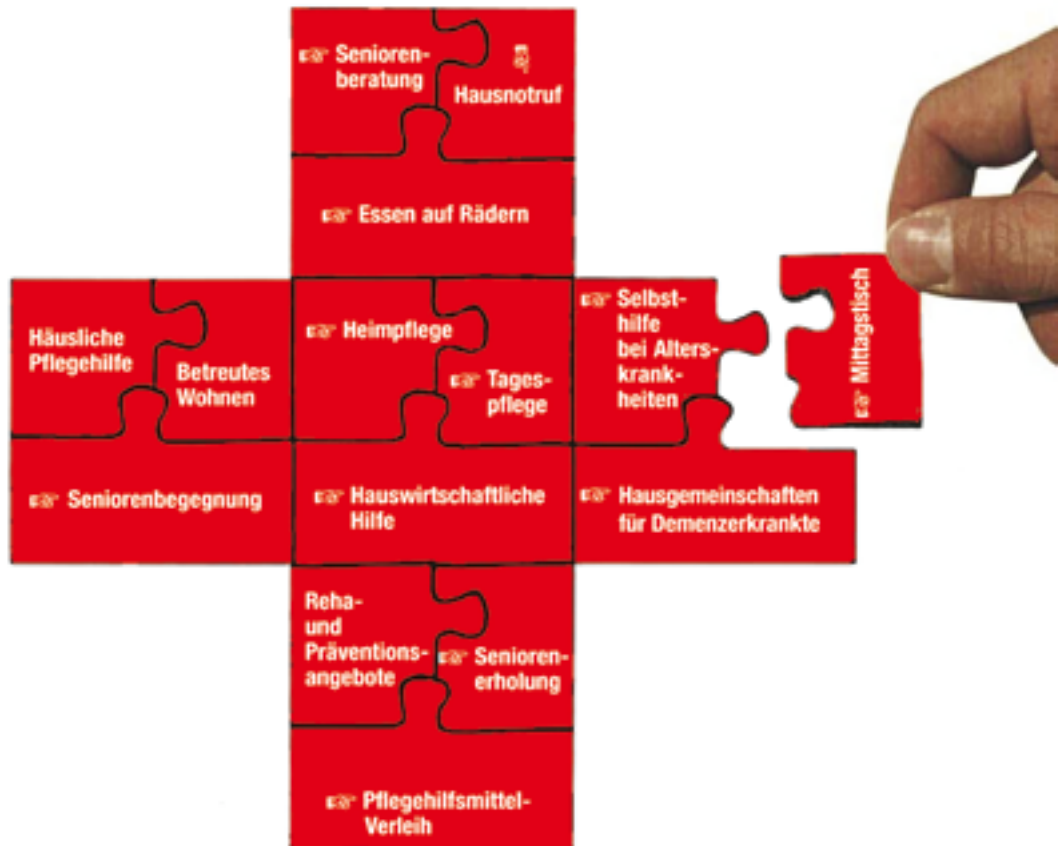 Senioren-
beratung
Hausnotruf
Essen auf Rädern
Häusliche
Pflegehilfe
Betreutes
Wohnen
Heimpflege
Tages-
pflege
Selbst-
hilfe
bei Alters-
krank-
heiten
Mittagstisch
Seniorenbegegnung
Hauswirtschaftliche
Hilfe
Hausgemeinschaften
für Demenzerkrankte
Reha-
und
Präventions-
angebote
Senioren-
erholung
Pflegehilfsmittel-
Verleih